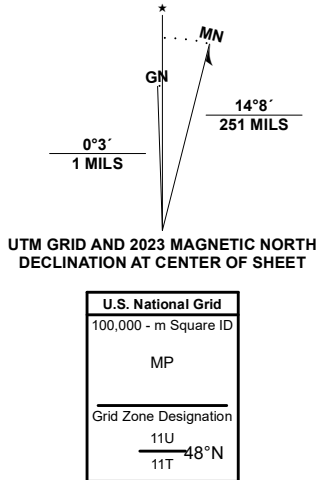 ★
MN
GN
0°3´
1 MILS
14°8´
251 MILS
UTM GRID AND 2023 MAGNETIC NORTH
DECLINATION AT CENTER OF SHEET
U.S. National Grid
100,000 - m Square ID
MP
Grid Zone Designation
11U
48°N
11T